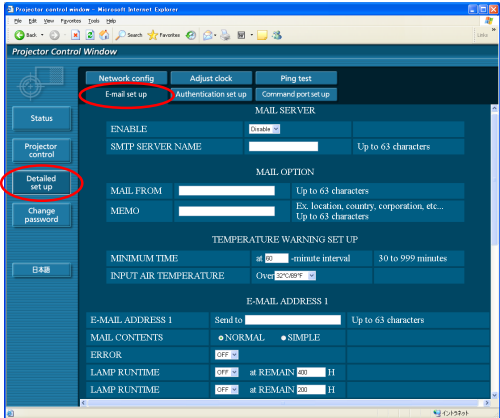 Projector control window - Microsoft Internet Explorer
File Edit View Favorites Tools Help
Back Search Favorites Links
Projector Control Window
Network config Adjust clock Ping test
E-mail set up Authentication set up Command port set up
Status
Projector control
Detailed set up
Change password
日本語
MAIL SERVER
ENABLE Disable
SMTP SERVER NAME Up to 63 characters
MAIL OPTION
MAIL FROM Up to 63 characters
MEMO Ex. location, country, corporation, etc...
Up to 63 characters
TEMPERATURE WARNING SET UP
MINIMUM TIME at 60 -minute interval 30 to 999 minutes
INPUT AIR TEMPERATURE Over 32°C/89°F
E-MAIL ADDRESS 1
E-MAIL ADDRESS 1 Send to Up to 63 characters
MAIL CONTENTS NORMAL SIMPLE
ERROR OFF
LAMP RUNTIME OFF at REMAIN 400 H
LAMP RUNTIME OFF at REMAIN 200 H
イントラネット